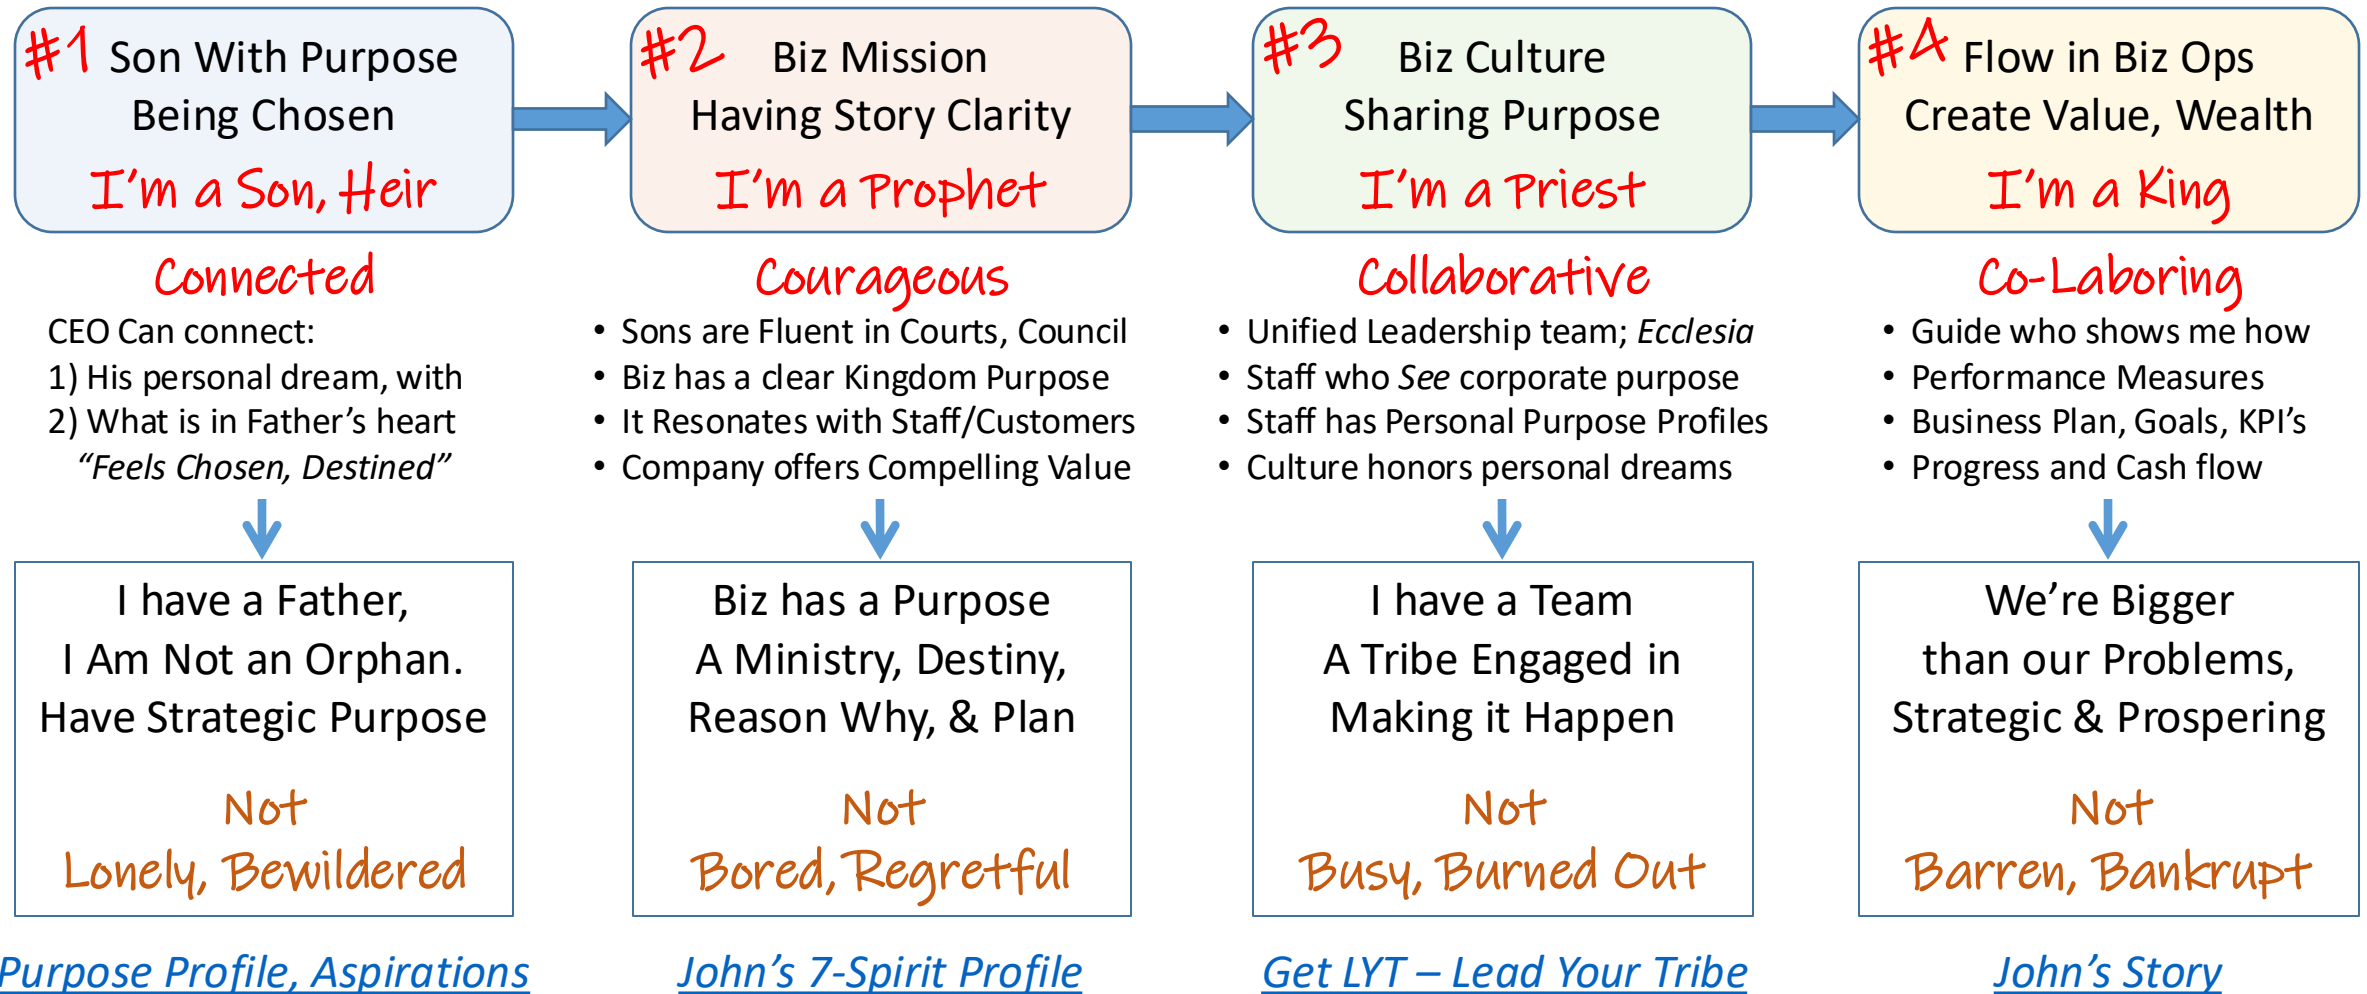 #1 Son With Purpose
Being Chosen
I'm a Son, Heir
Connected
CEO Can connect:
1) His personal dream, with
2) What is in Father's heart
"Feels Chosen, Destined"
I have a Father,
I Am Not an Orphan.
Have Strategic Purpose
Not
Lonely, Bewildered
Purpose Profile, Aspirations
#2 Biz Mission
Having Story Clarity
I'm a Prophet
Courageous
• Sons are Fluent in Courts, Council
• Biz has a clear Kingdom Purpose
• It Resonates with Staff/Customers
• Company offers Compelling Value
Biz has a Purpose
A Ministry, Destiny,
Reason Why, & Plan
Not
Bored, Regretful
John's 7-Spirit Profile
#3 Biz Culture
Sharing Purpose
I'm a Priest
Collaborative
• Unified Leadership team; Ecclesia
• Staff who See corporate purpose
• Staff has Personal Purpose Profiles
• Culture honors personal dreams
I have a Team
A Tribe Engaged in
Making it Happen
Not
Busy, Burned Out
Get LYT – Lead Your Tribe
#4 Flow in Biz Ops
Create Value, Wealth
I'm a King
Co-Laboring
• Guide who shows me how
• Performance Measures
• Business Plan, Goals, KPI's
• Progress and Cash flow
We're Bigger
than our Problems,
Strategic & Prospering
Not
Barren, Bankrupt
John's Story